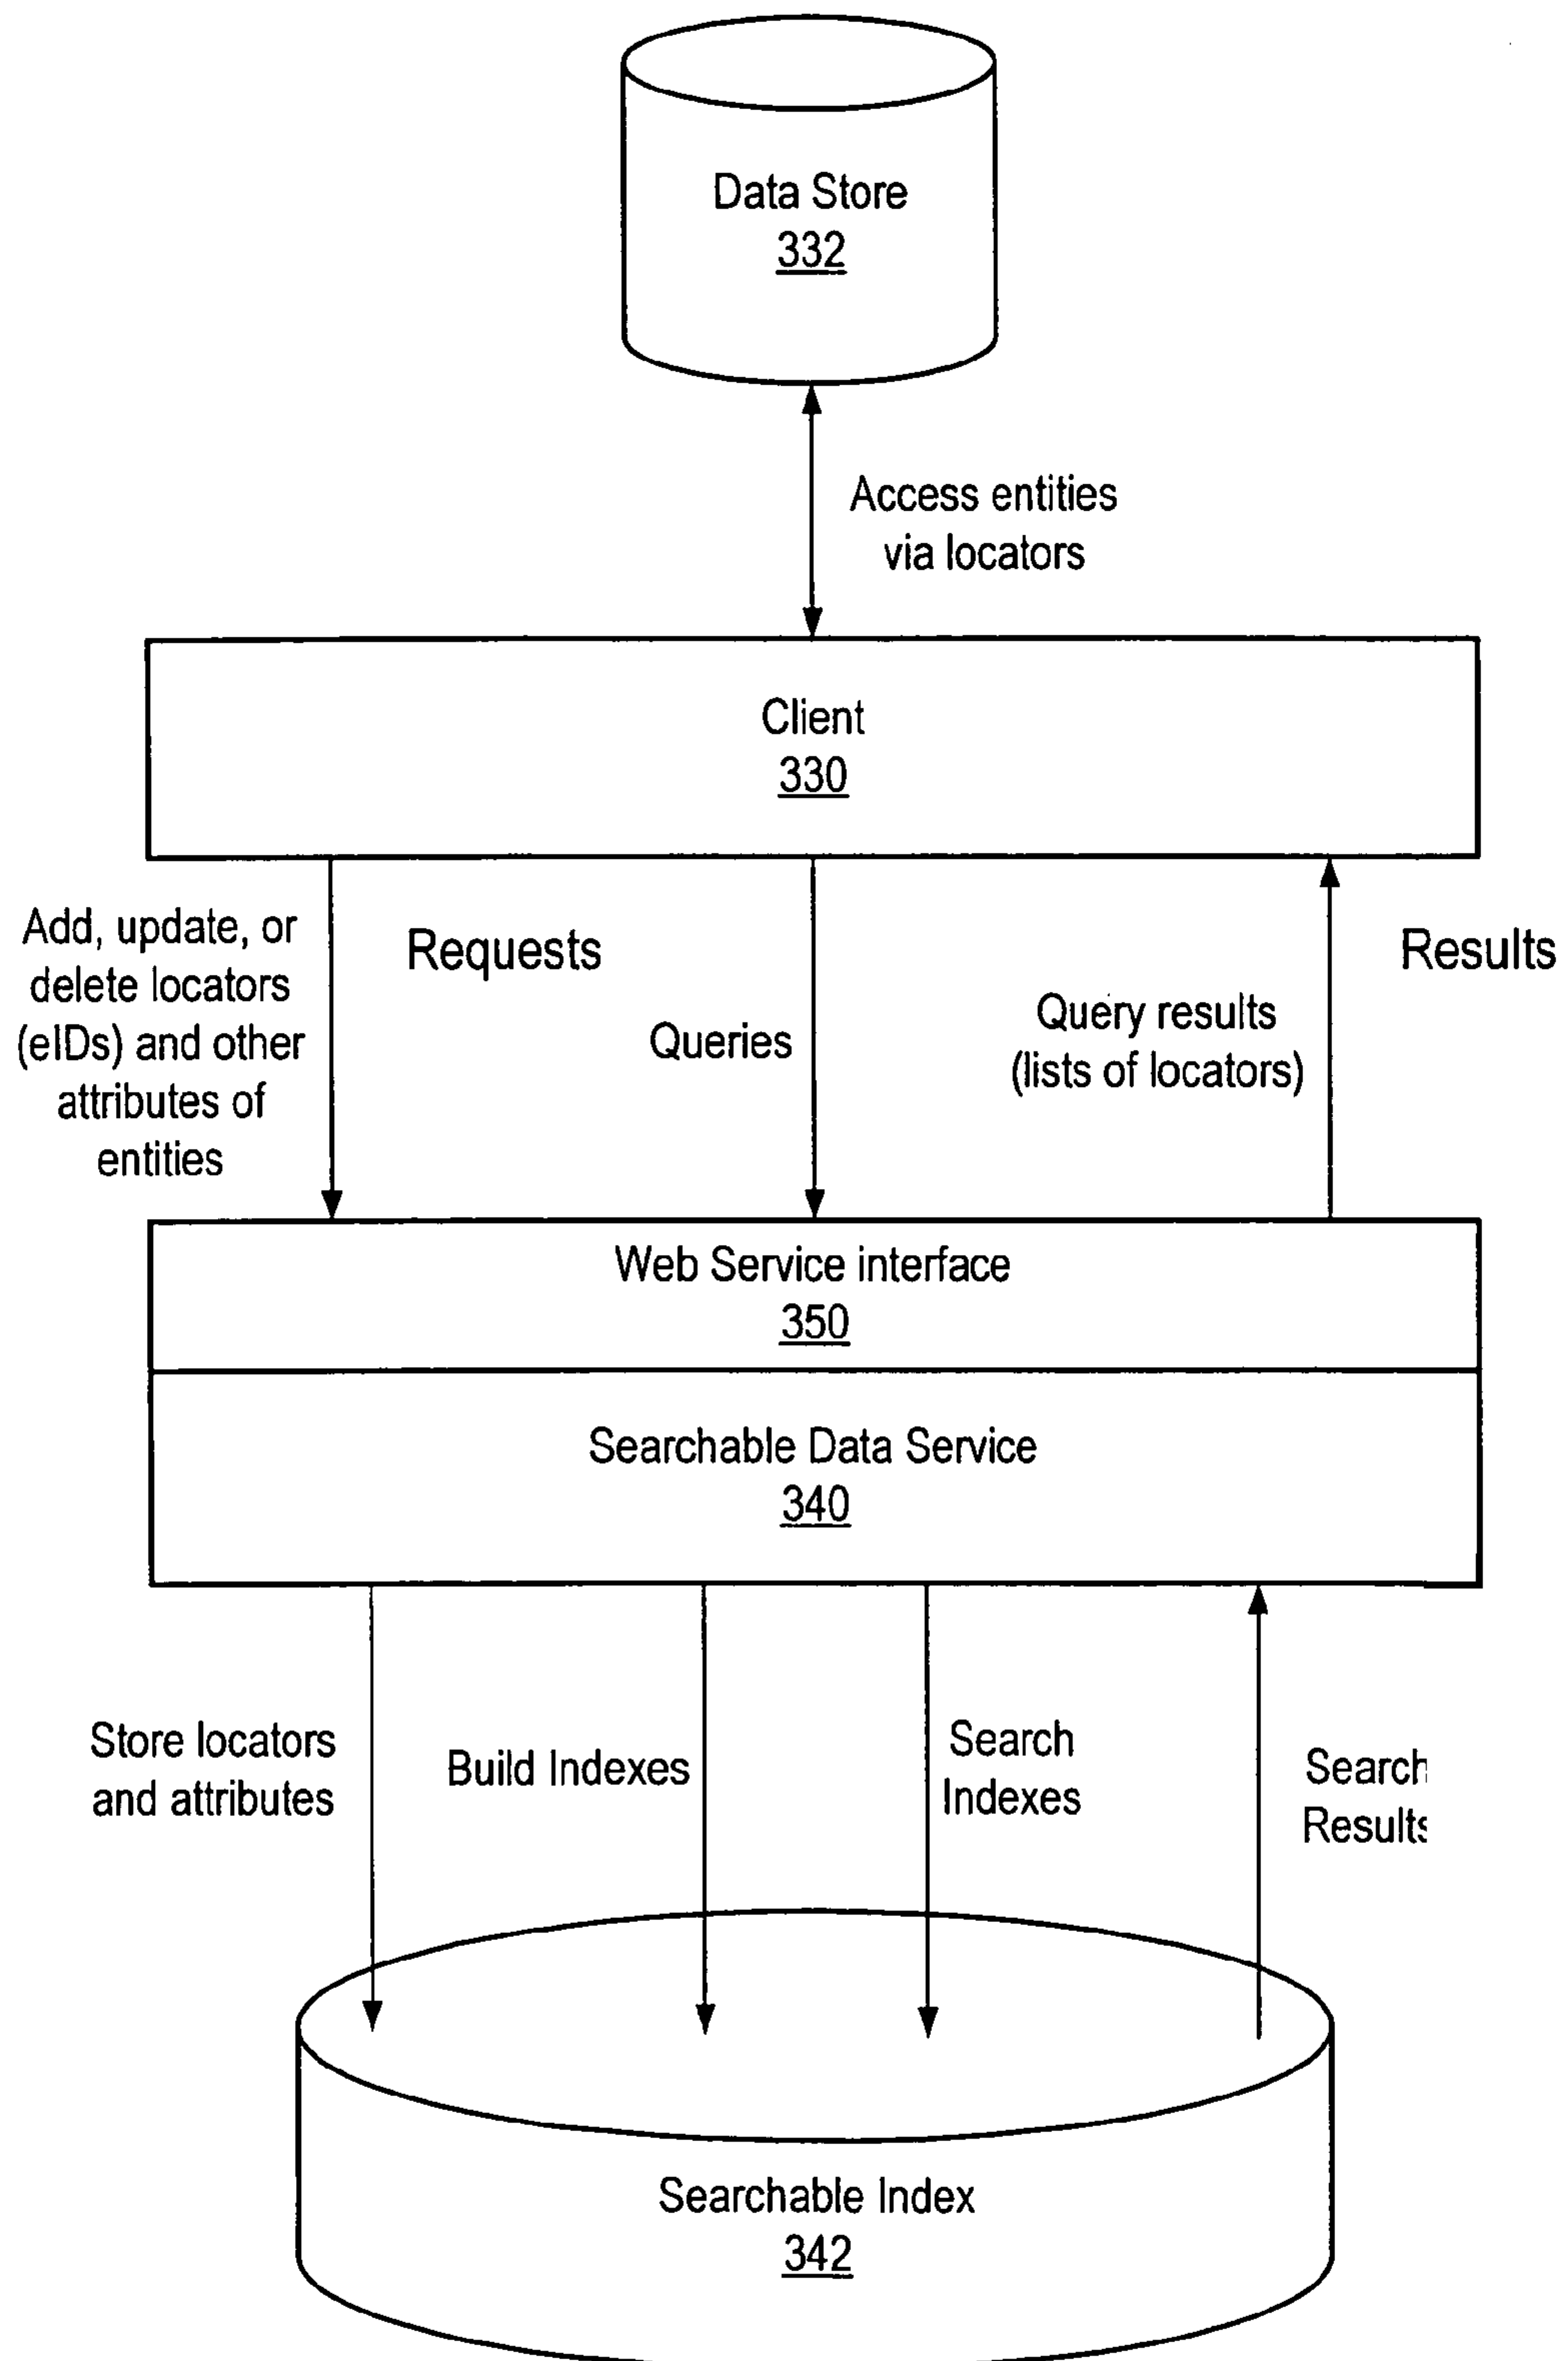 Data Store
332
Access entities
via locators
Client
330
Add, update, or
delete locators
(eIDs) and other
attributes of
entities
Requests
Queries
Query results
(lists of locators)
Results
Web Service interface
350
Searchable Data Service
340
Store locators
and attributes
Build Indexes
Search
Indexes
Search
Results
Searchable Index
342